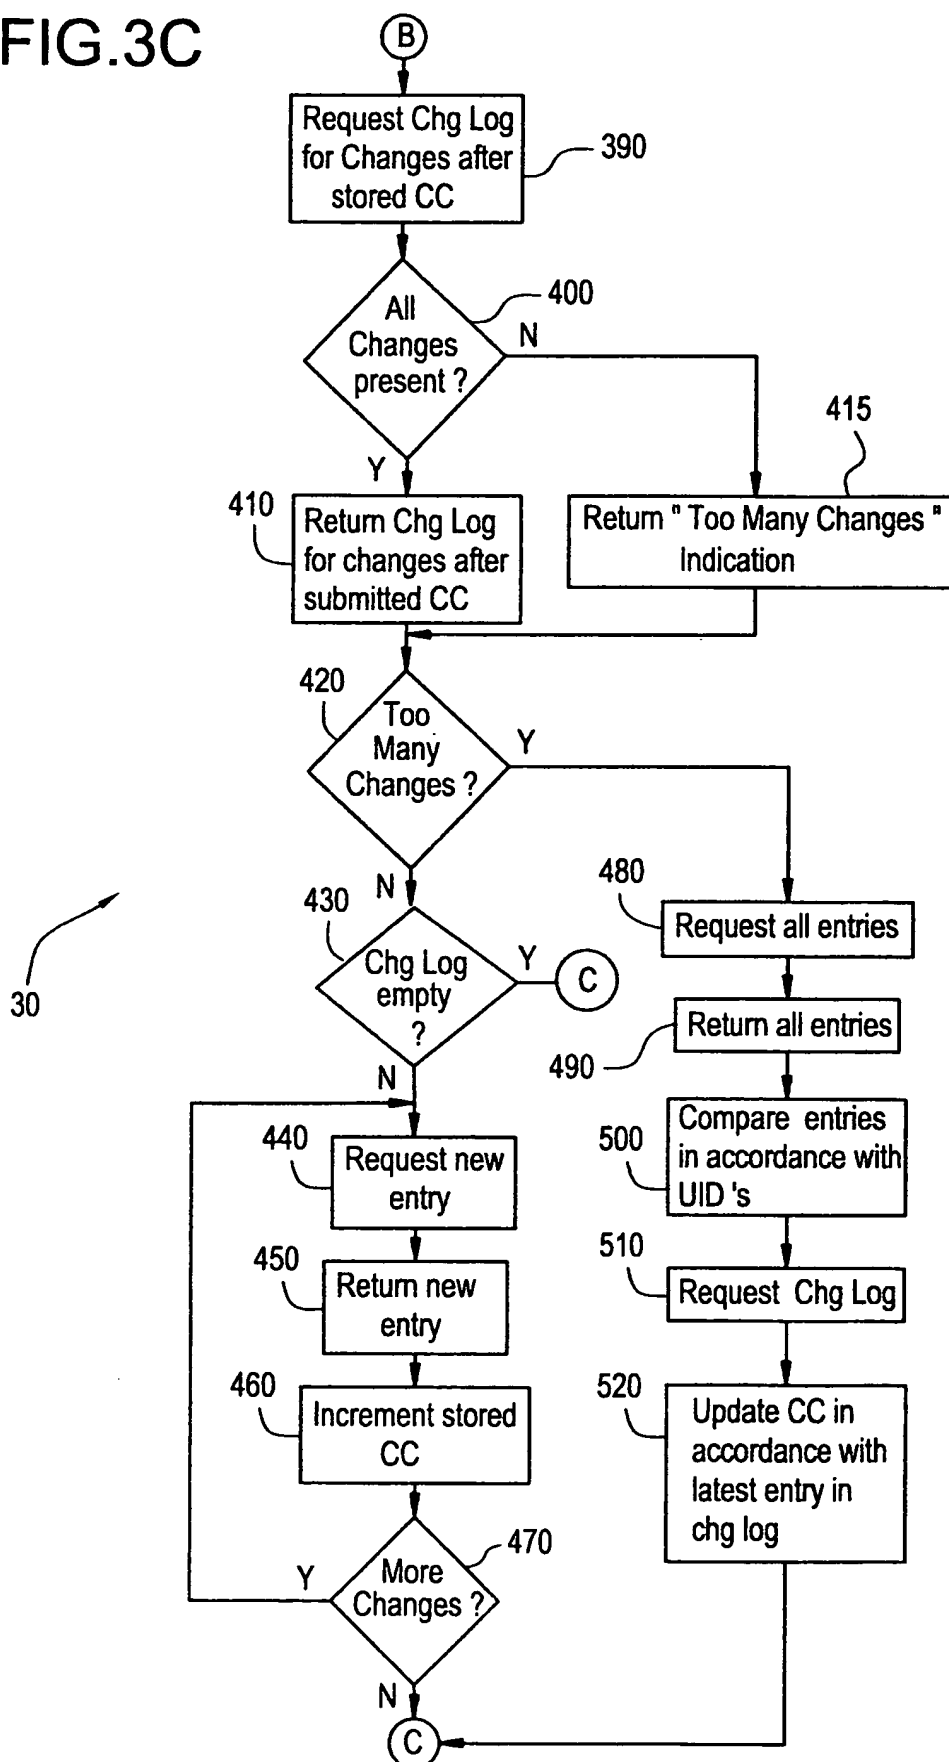 FIG.3C
B
Request Chg Log
for Changes after
stored CC
390
All
Changes
present ?
400
N
Y
415
410
Return Chg Log
for changes after
submitted CC
Return " Too Many Changes "
Indication
420
Too
Many
Changes ?
Y
N
480
Request all entries
430
Chg Log
empty
?
Y
C
N
30
Return all entries
490
Compare entries
in accordance with
UID 's
500
440
Request new
entry
510
Request Chg Log
450
Return new
entry
460
Increment stored
CC
520
Update CC in
accordance with
latest entry in
chg log
470
More
Changes ?
Y
N
C